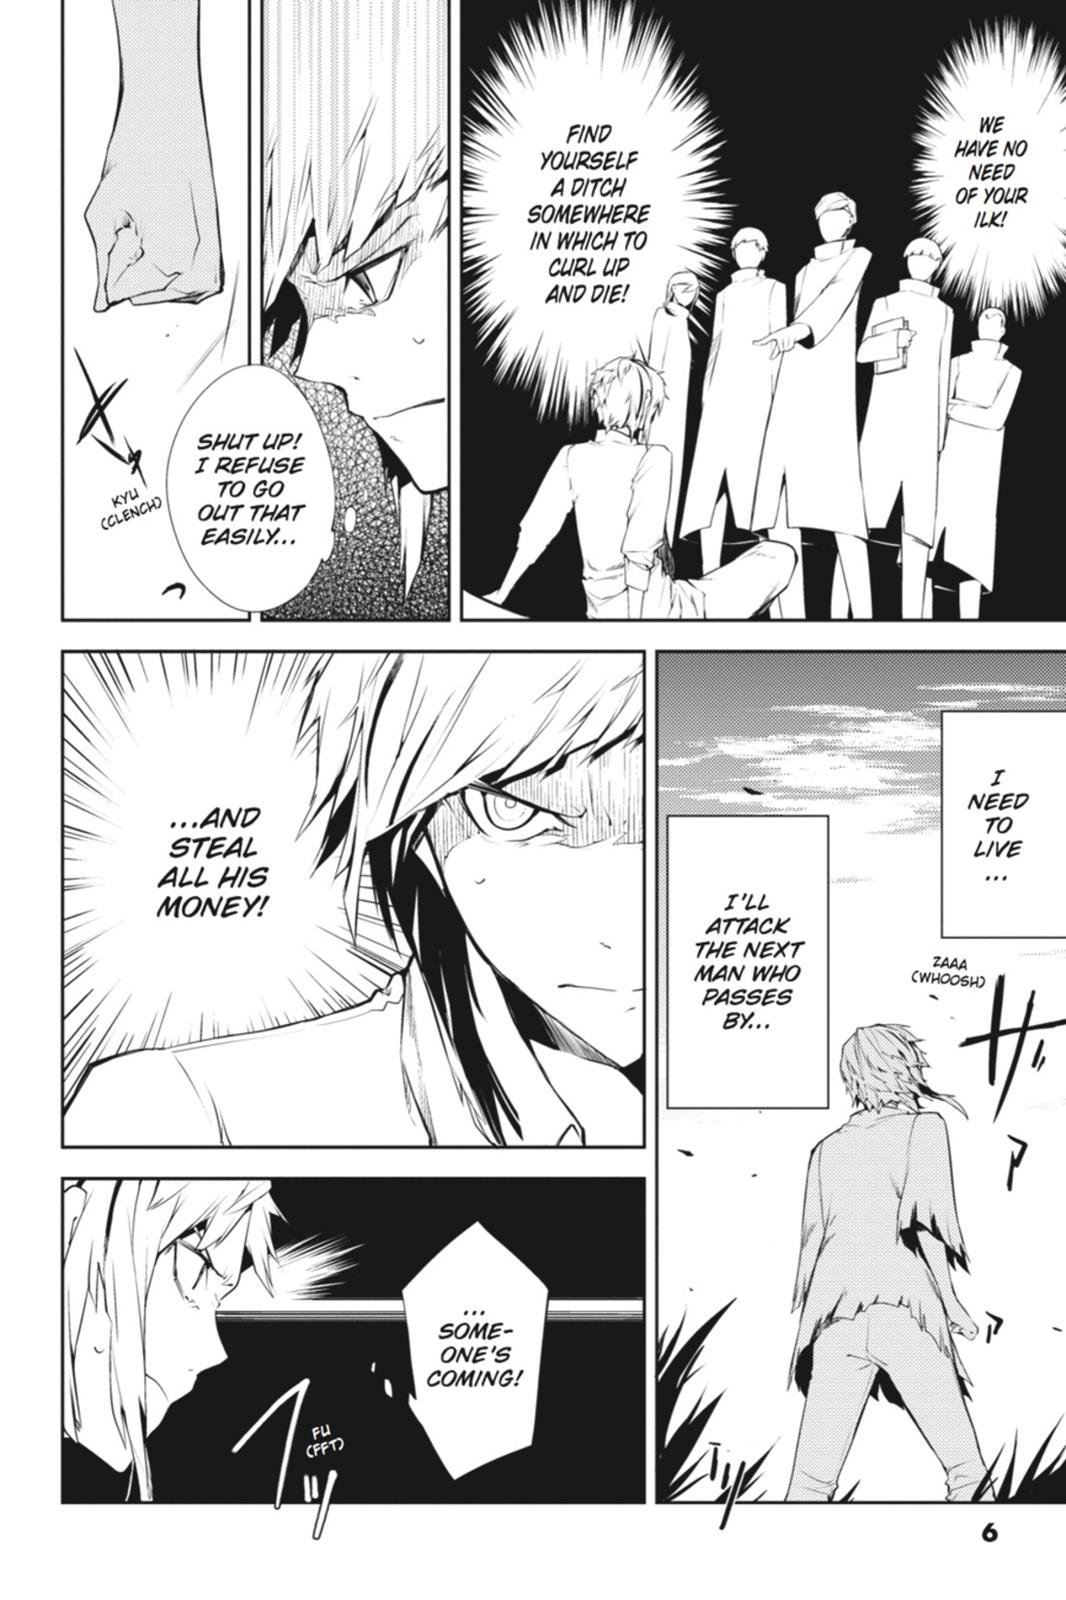 WE
HAVE NO
NEED
OF YOUR
ILK!
FIND
YOURSELF
A DITCH
SOMEWHERE
IN WHICH TO
CURL UP
AND DIE!
SHUT UP!
I REFUSE
TO GO
OUT THAT
EASILY...
KYU
(CLENCH)
I
NEED
TO
LIVE
...
I'LL
ATTACK
THE NEXT
MAN WHO
PASSES
BY...
ZAAA
(WHOOSH)
ザァ
...AND
STEAL
ALL HIS
MONEY!
...
SOME-
ONE'S
COMING!
FU
(FFT)
6